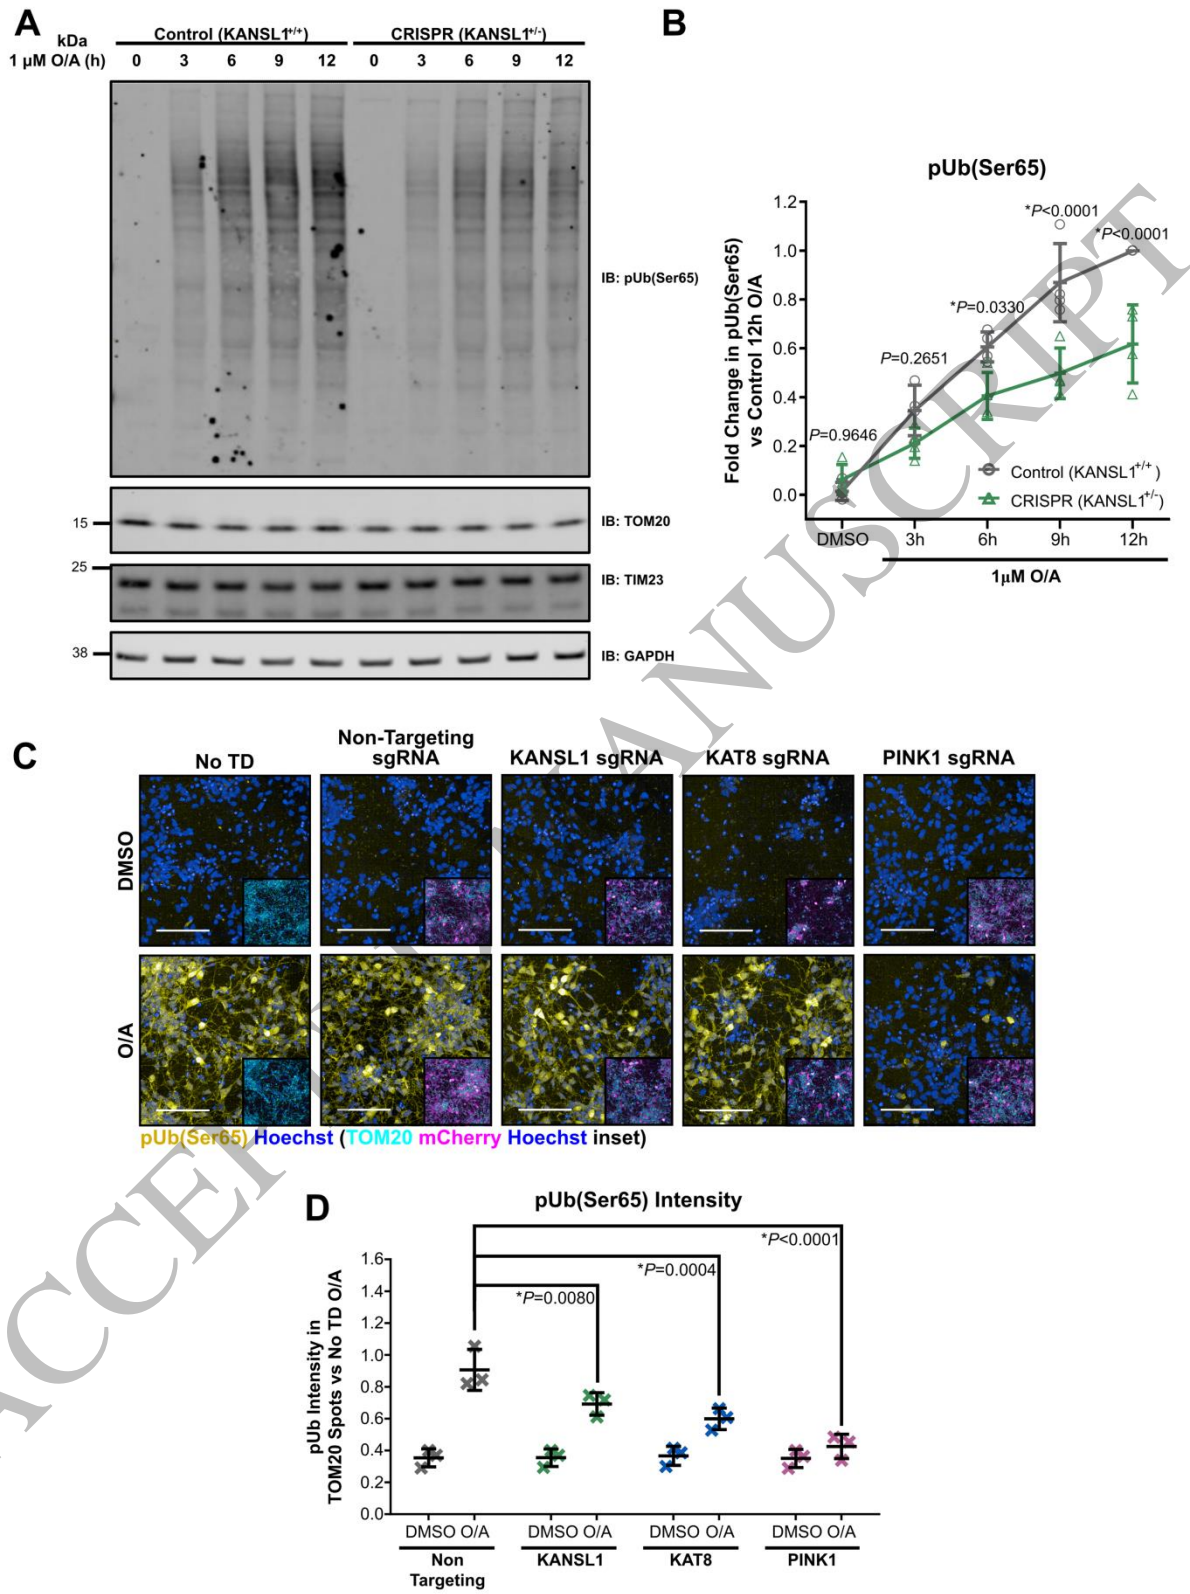 A
kDa
Control (KANSL1+/+) CRISPR (KANSL1+/-)
1 µM O/A (h) 0 3 6 9 12 0 3 6 9 12
IB: pUb(Ser65)
15
IB: TOM20
25
IB: TIM23
38
IB: GAPDH
B
pUb(Ser65)
Fold Change in pUb(Ser65)
vs Control 12h O/A
1.2
1.0
0.8
0.6
0.4
0.2
0.0
P=0.9646
P=0.2651
*P=0.0330
*P<0.0001
*P<0.0001
Control (KANSL1+/+)
CRISPR (KANSL1+/-)
DMSO 3h 6h 9h 12h
1µM O/A
C
No TD
Non-Targeting
sgRNA
KANSL1 sgRNA
KAT8 sgRNA
PINK1 sgRNA
DMSO
O/A
pUb(Ser65) Hoechst (TOM20 mCherry Hoechst inset)
D
pUb(Ser65) Intensity
pUb Intensity in
TOM20 Spots vs No TD O/A
1.6
1.4
1.2
1.0
0.8
0.6
0.4
0.2
0.0
*P<0.0001
*P=0.0004
*P=0.0080
DMSO O/A DMSO O/A DMSO O/A DMSO O/A
Non
Targeting
KANSL1
KAT8
PINK1
ACCEPTED MANUSCRIPT